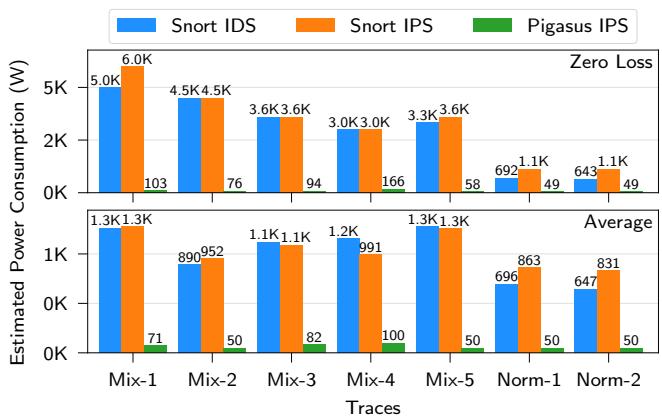 Snort IDS Snort IPS Pigasus IPS
Estimated Power Consumption (W)
Zero Loss
5K
2K
0K
5.0K 6.0K 103
4.5K 4.5K 76
3.6K 3.6K 94
3.0K 3.0K 166
3.3K 3.6K 58
692 1.1K 49
643 1.1K 49
Average
1K
0K
0K
1.3K 1.3K 71
890 952 50
1.1K 1.1K 82
1.2K 991 100
1.3K 1.3K 50
696 863 50
647 831 50
Mix-1 Mix-2 Mix-3 Mix-4 Mix-5 Norm-1 Norm-2
Traces